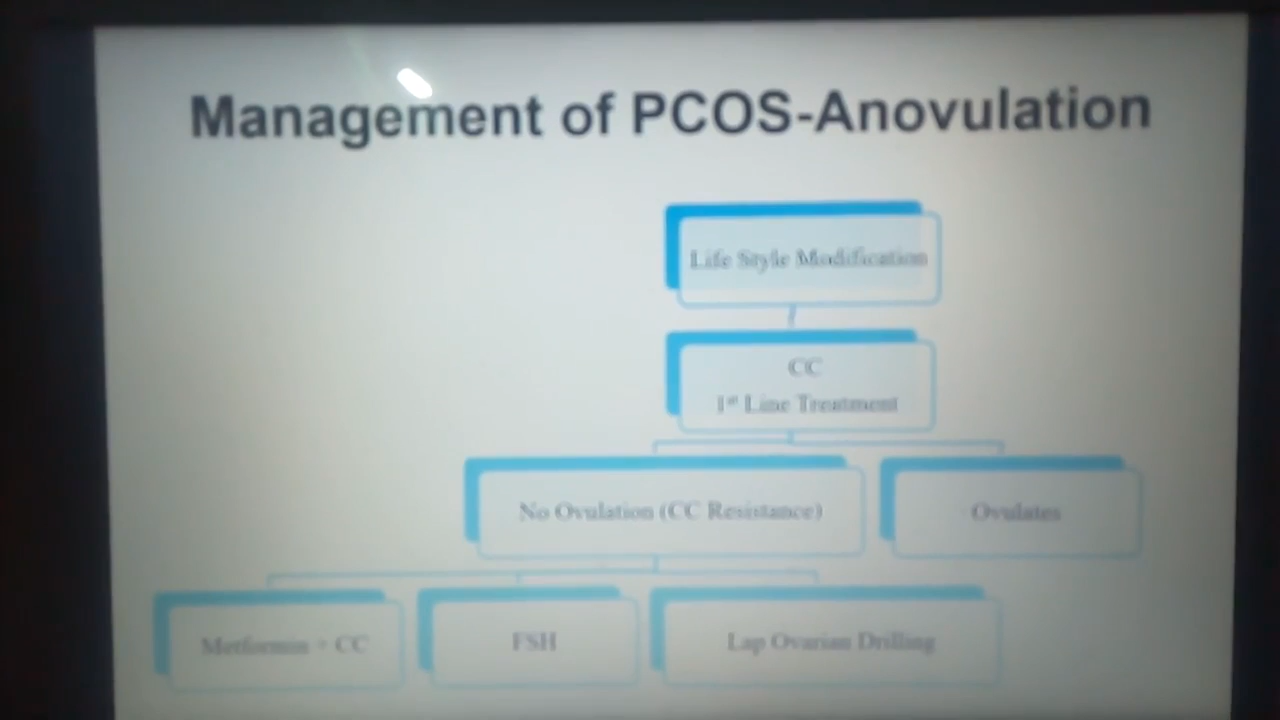 Management of PCOS-Anovulation
Life Style Modification
CC
1st Line Treatment
No Ovulation (CC Resistance)
Ovulates
Metformin + CC
FSH
Lap Ovarian Drilling